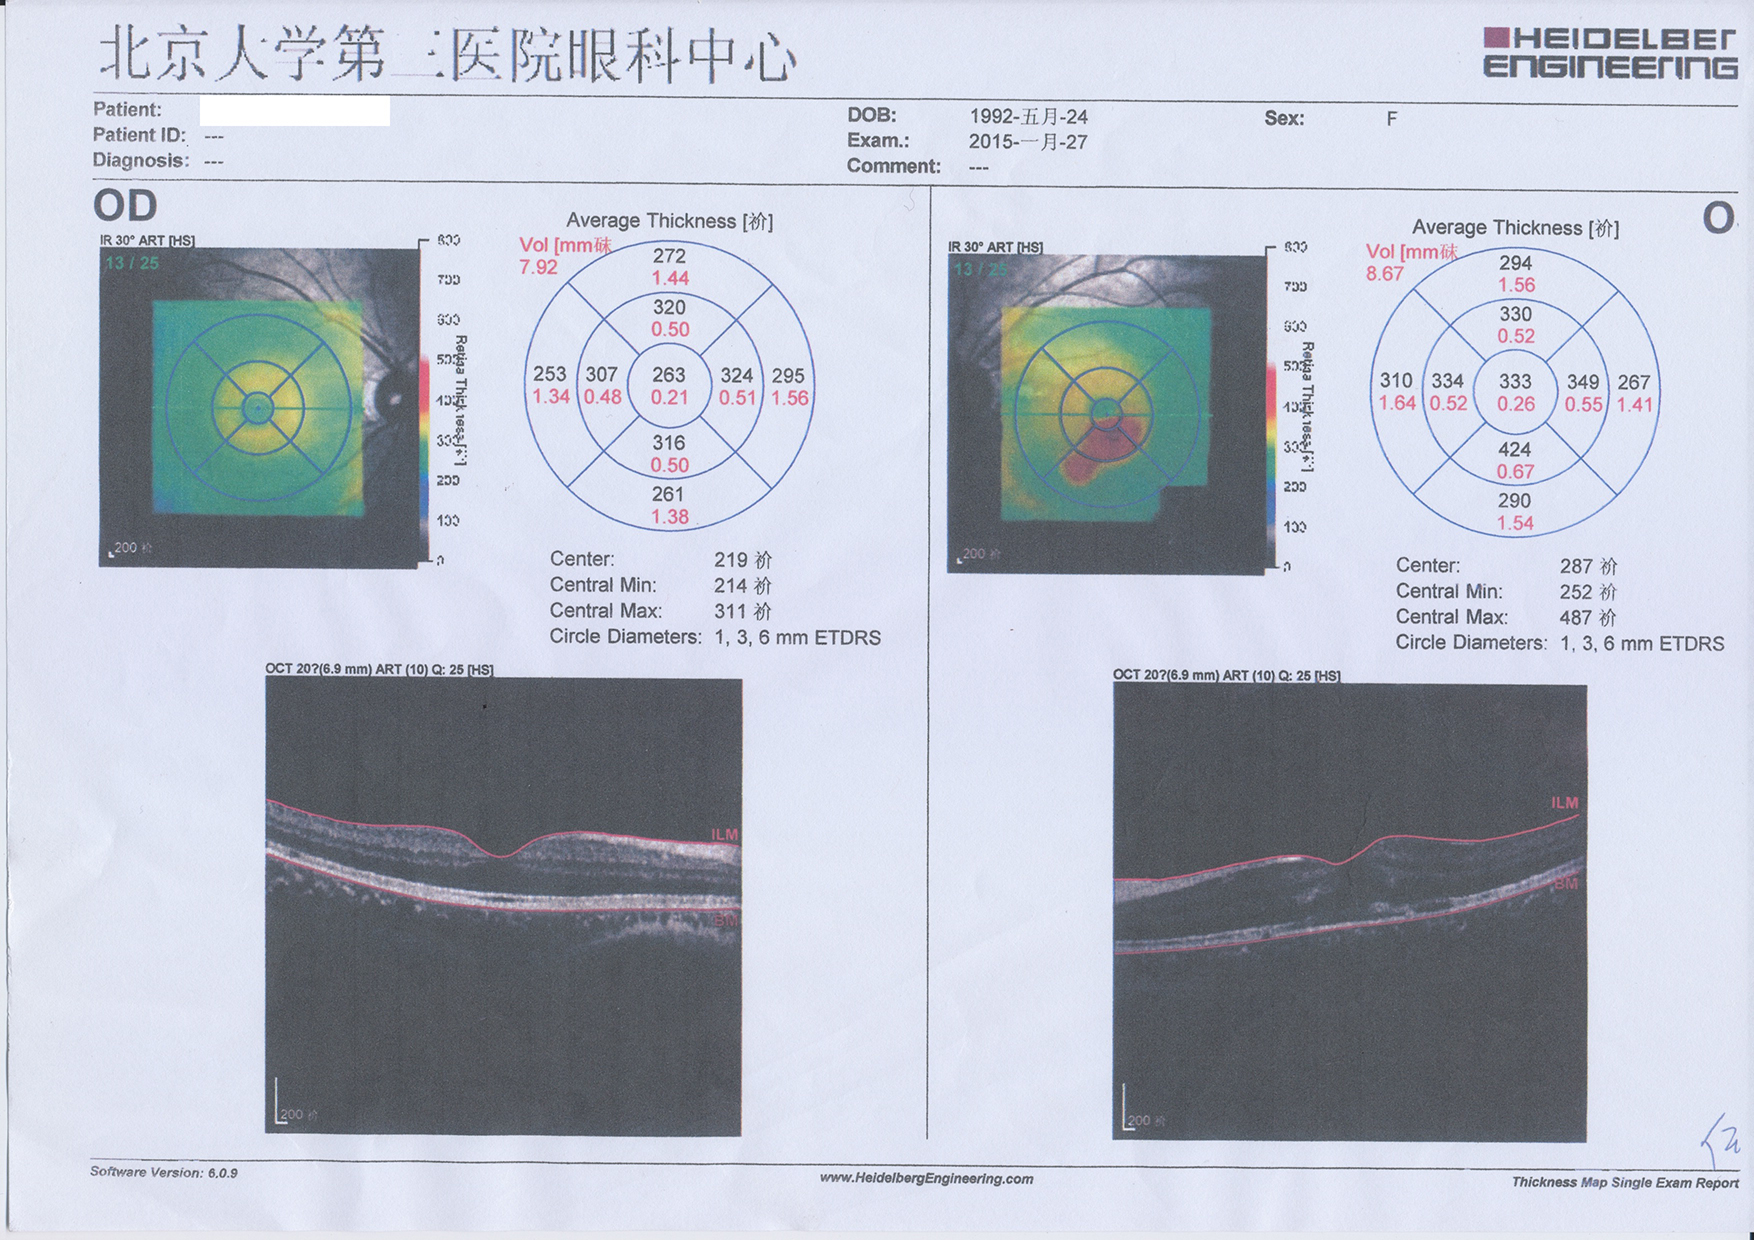 北京大学第三医院眼科中心
HEIDELBER
ENGINEERING
Patient:
Patient ID: ---
Diagnosis: ---
DOB: 1992-五月-24
Exam.: 2015-一月-27
Comment: ---
Sex: F
OD
IR 30° ART [HS]
13 / 25
200 祄
800
700
600
500
400
300
200
100
0
Retina Thickness
Average Thickness [祄]
Vol [mm砞
7.92
272
1.44
320
0.50
253 307 263 324 295
1.34 0.48 0.21 0.51 1.56
316
0.50
261
1.38
Center: 219 祄
Central Min: 214 祄
Central Max: 311 祄
Circle Diameters: 1, 3, 6 mm ETDRS
OCT 20?(6.9 mm) ART (10) Q: 25 [HS]
ILM
BM
200 祄
O
IR 30° ART [HS]
13 / 25
200 祄
800
700
600
500
400
300
200
100
0
Retina Thickness
Average Thickness [祄]
Vol [mm砞
8.67
294
1.56
330
0.52
310 334 333 349 267
1.64 0.52 0.26 0.55 1.41
424
0.67
290
1.54
Center: 287 祄
Central Min: 252 祄
Central Max: 487 祄
Circle Diameters: 1, 3, 6 mm ETDRS
OCT 20?(6.9 mm) ART (10) Q: 25 [HS]
ILM
BM
200 祄
Software Version: 6.0.9
www.HeidelbergEngineering.com
Thickness Map Single Exam Report